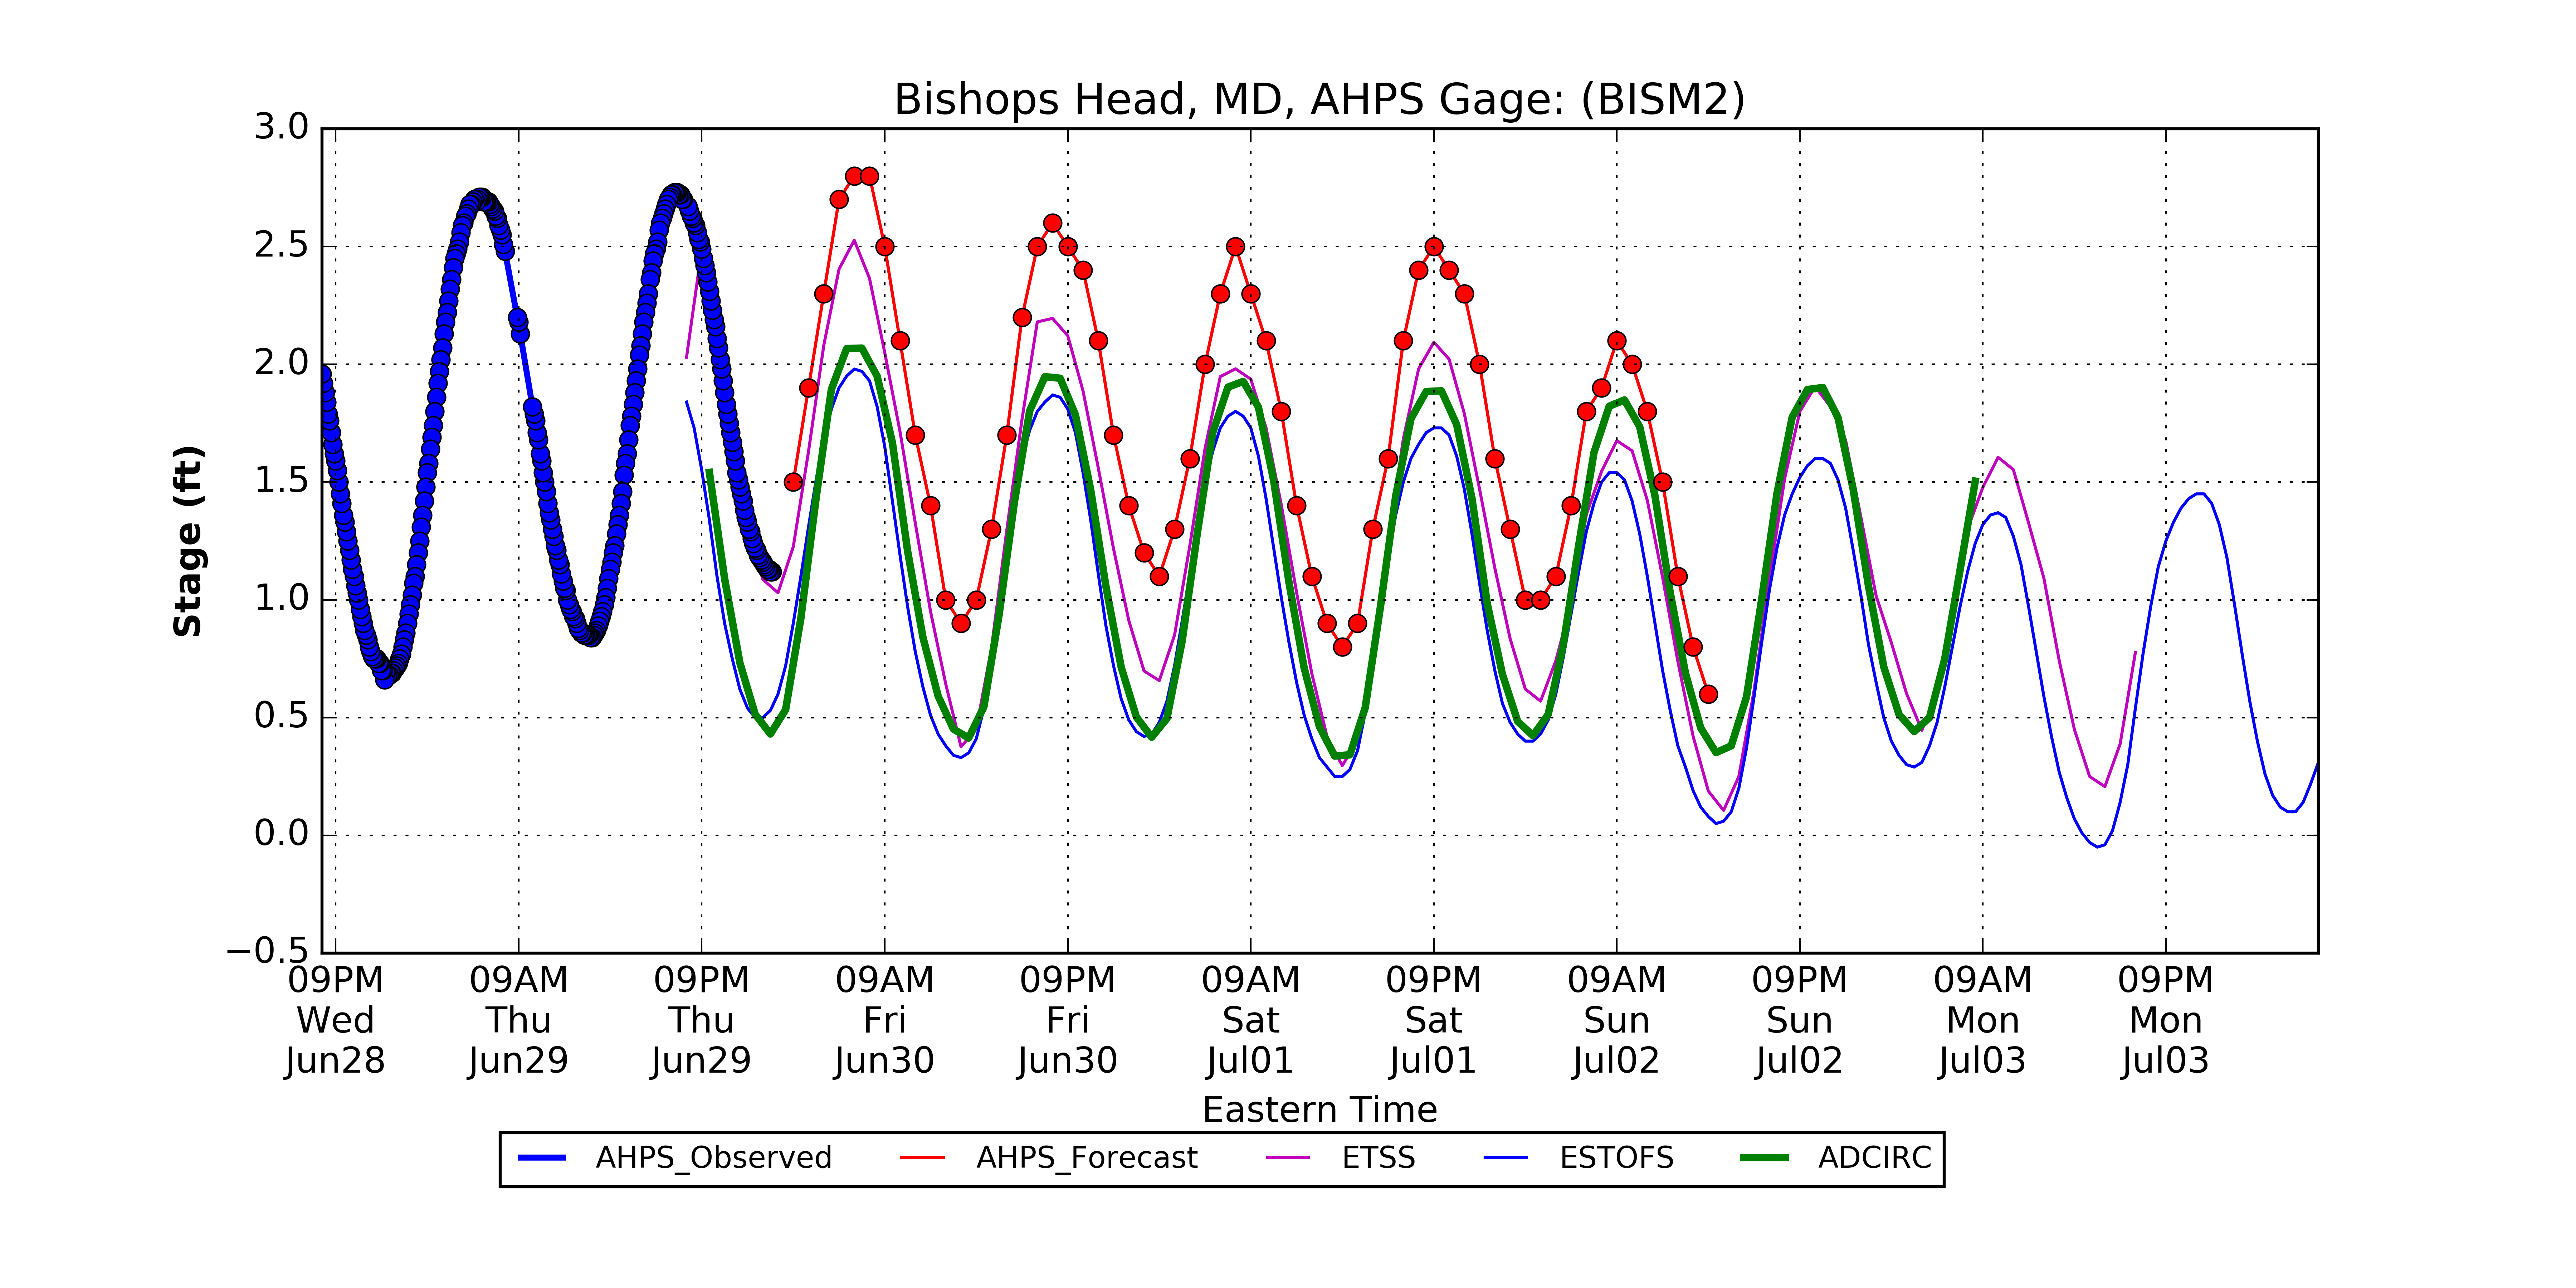 Bishops Head, MD, AHPS Gage: (BISM2)
3.0
2.5
2.0
1.5
1.0
0.5
0.0
−0.5
Stage (ft)
09PM 09AM 09PM 09AM 09PM 09AM 09PM 09AM 09PM 09AM 09PM
Wed Thu Thu Fri Fri Sat Sat Sun Sun Mon Mon
Jun28 Jun29 Jun29 Jun30 Jun30 Jul01 Jul01 Jul02 Jul02 Jul03 Jul03
Eastern Time
AHPS_Observed AHPS_Forecast ETSS ESTOFS ADCIRC